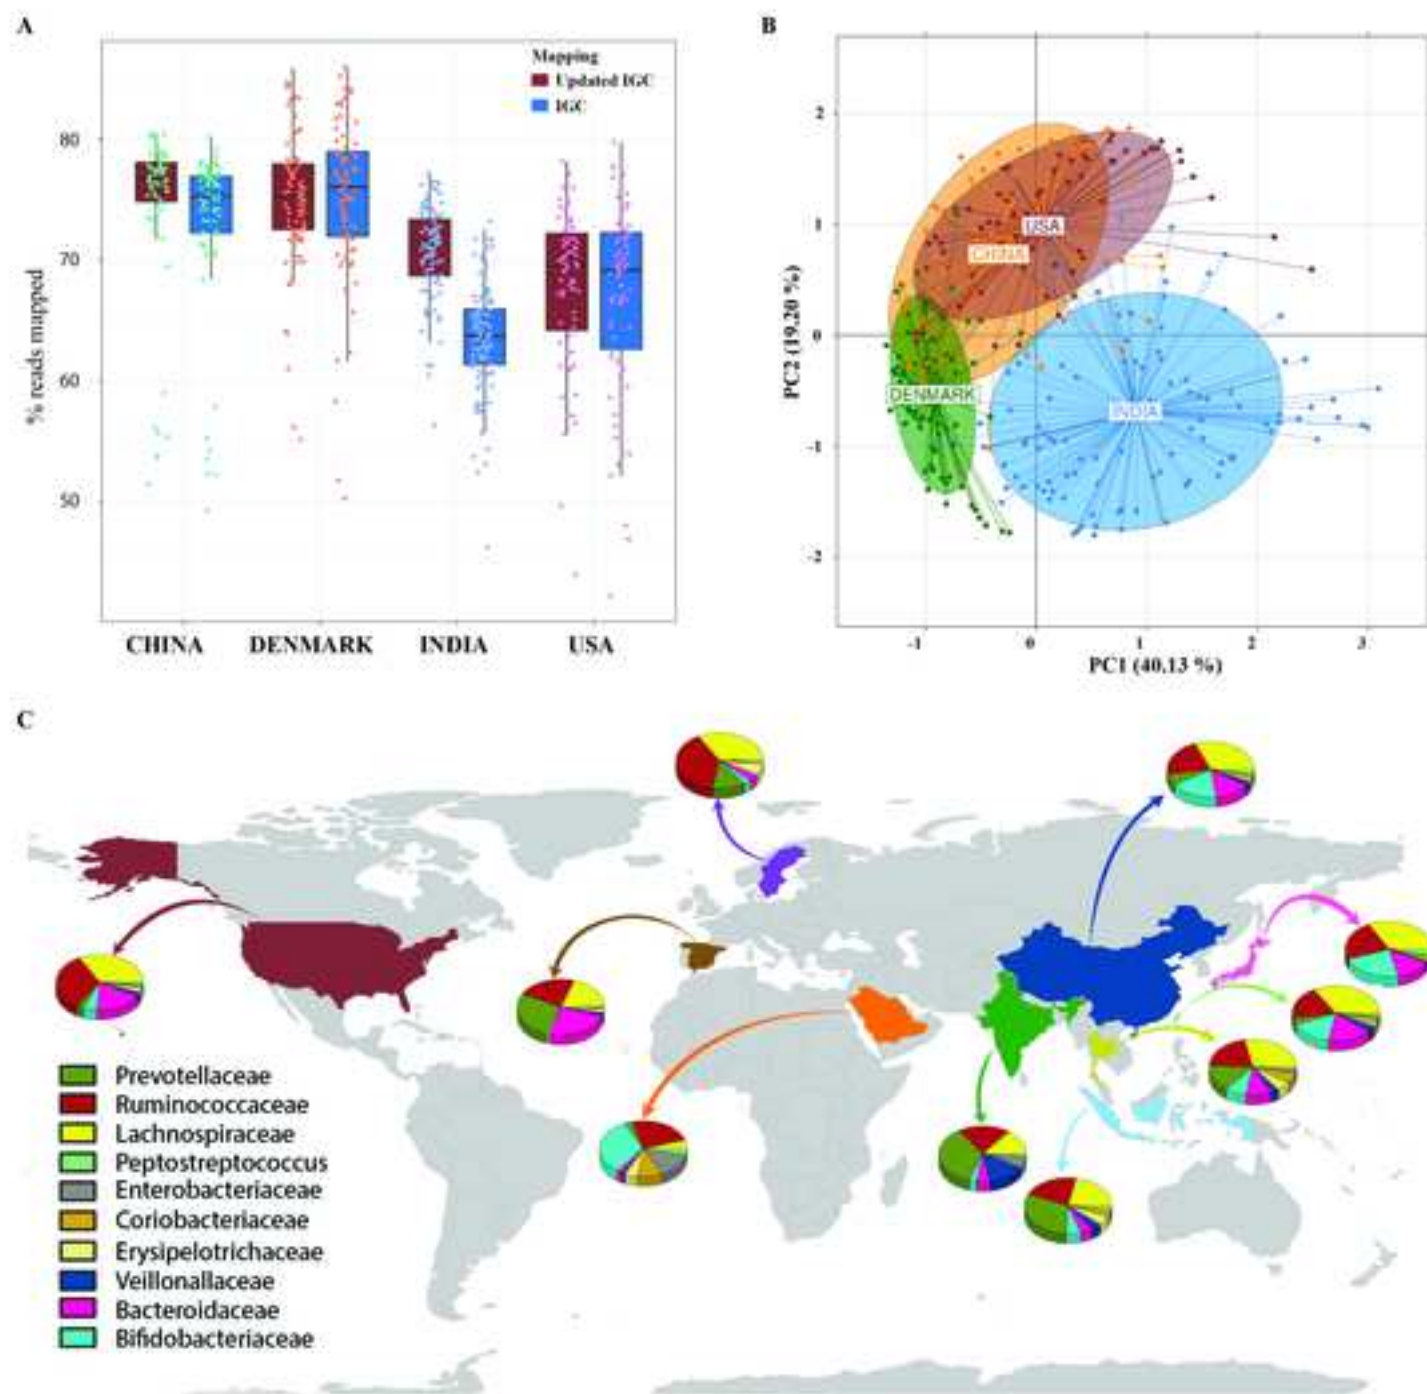 A
Mapping
Updated IGC
IGC
% reads mapped
80
70
60
50
CHINA DENMARK INDIA USA
B
PC2 (19.20 %)
2
1
0
-1
-2
USA
CHINA
DENMARK
INDIA
-1 0 1 2 3
PC1 (40.13 %)
C
Prevotellaceae
Ruminococcaceae
Lachnospiraceae
Peptostreptococcus
Enterobacteriaceae
Coriobacteriaceae
Erysipelotrichaceae
Veillonallaceae
Bacteroidaceae
Bifidobacteriaceae